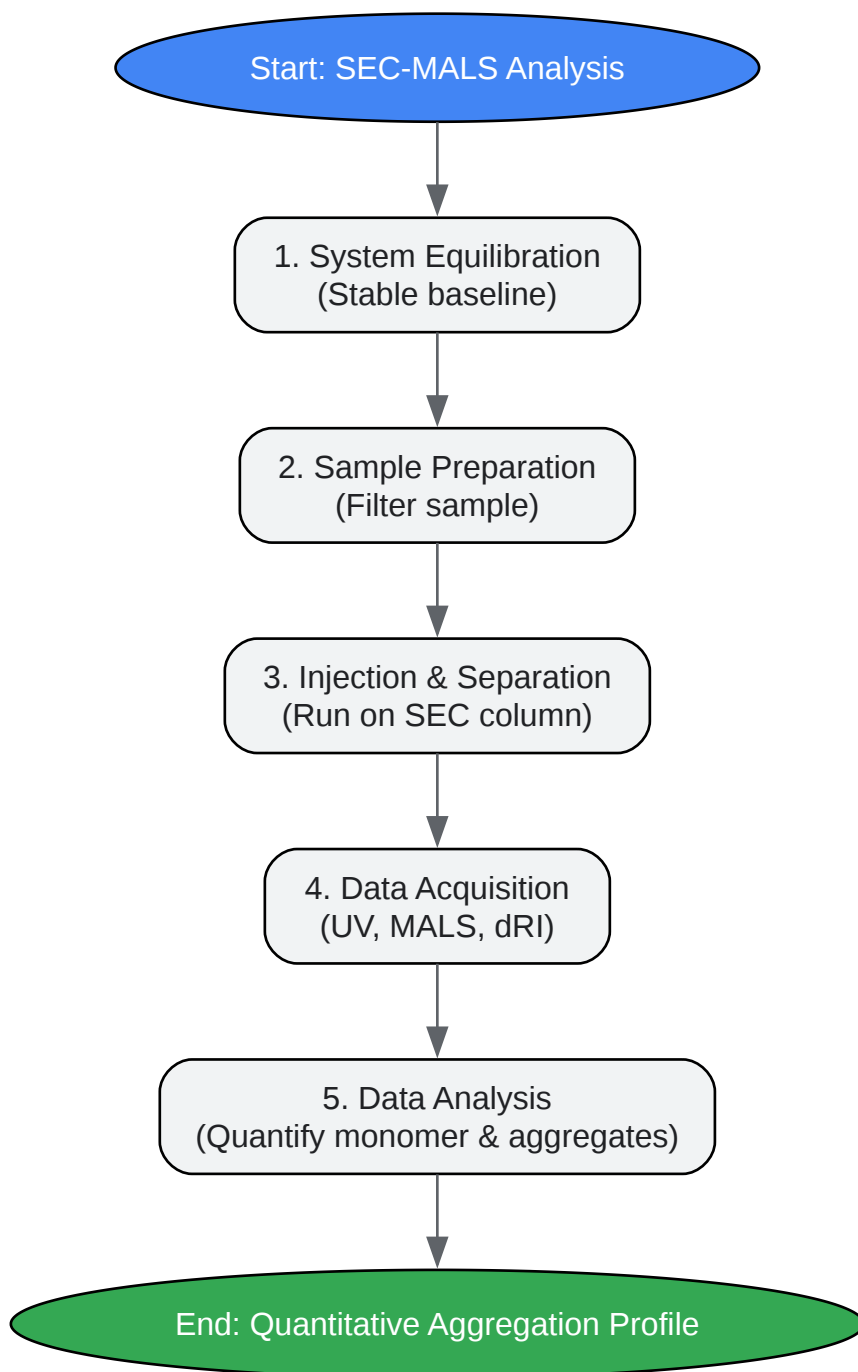 Start: SEC-MALS Analysis
1. System Equilibration
(Stable baseline)
2. Sample Preparation
(Filter sample)
3. Injection & Separation
(Run on SEC column)
4. Data Acquisition
(UV, MALS, dRI)
5. Data Analysis
(Quantify monomer & aggregates)
End: Quantitative Aggregation Profile